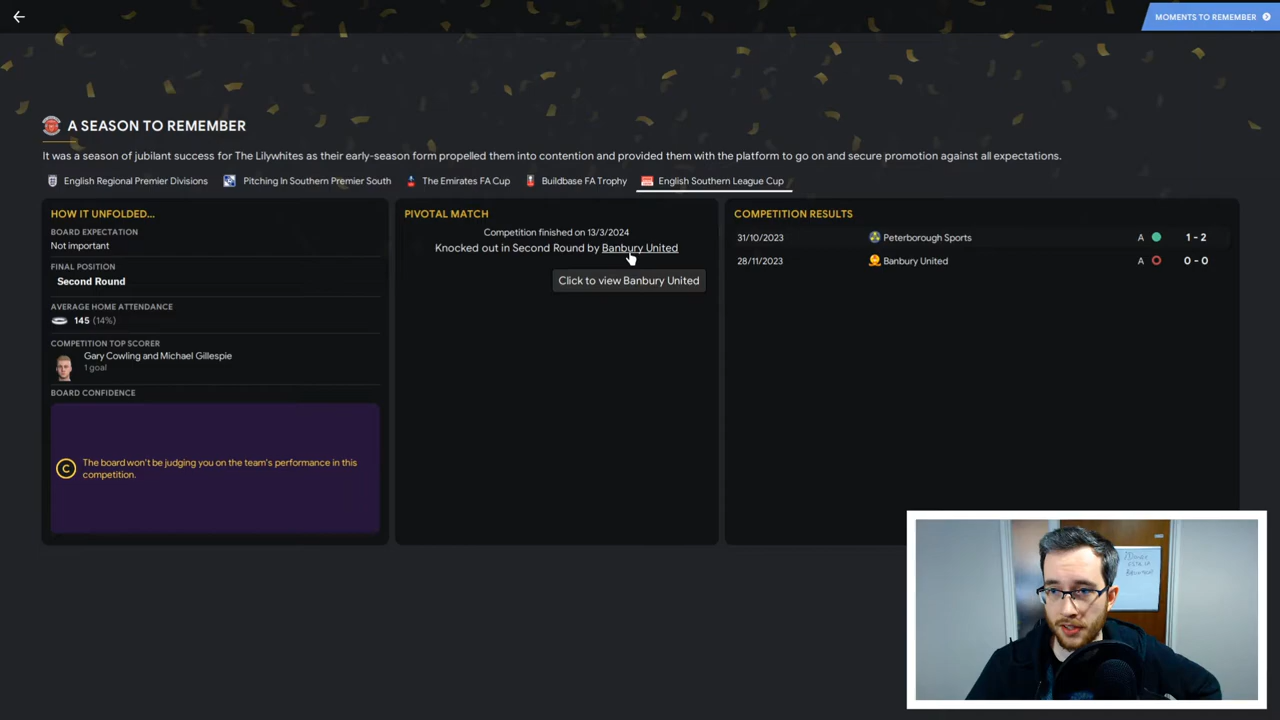 MOMENTS TO REMEMBER
A SEASON TO REMEMBER
It was a season of jubilant success for The Lilywhites as their early-season form propelled them into contention and provided them with the platform to go on and secure promotion against all expectations.
English Regional Premier Divisions
Pitching In Southern Premier South
The Emirates FA Cup
Buildbase FA Trophy
English Southern League Cup
HOW IT UNFOLDED...
BOARD EXPECTATION
Not important
FINAL POSITION
Second Round
AVERAGE HOME ATTENDANCE
145 (14%)
COMPETITION TOP SCORER
Gary Cowling and Michael Gillespie
1 goal
BOARD CONFIDENCE
C
The board won't be judging you on the team's performance in this
competition.
PIVOTAL MATCH
Competition finished on 13/3/2024
Knocked out in Second Round by Banbury United
Click to view Banbury United
COMPETITION RESULTS
31/10/2023 Peterborough Sports A 1 - 2
28/11/2023 Banbury United A 0 - 0